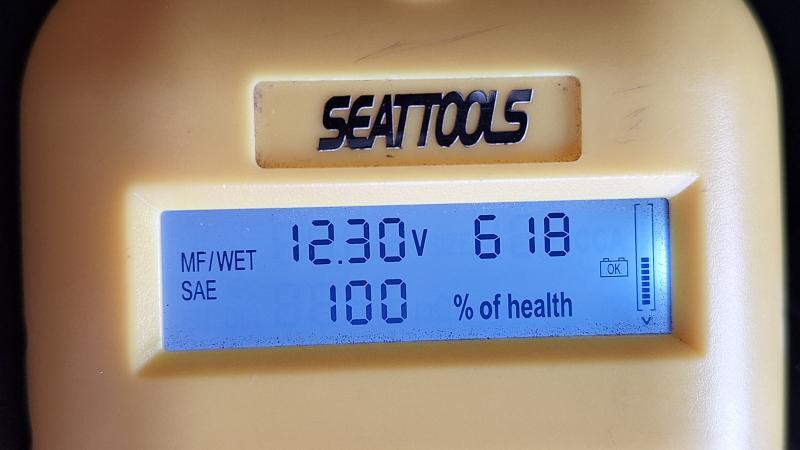 SEATTOOLS
MF/WET 12.30V 618
OK
SAE 100 % of health